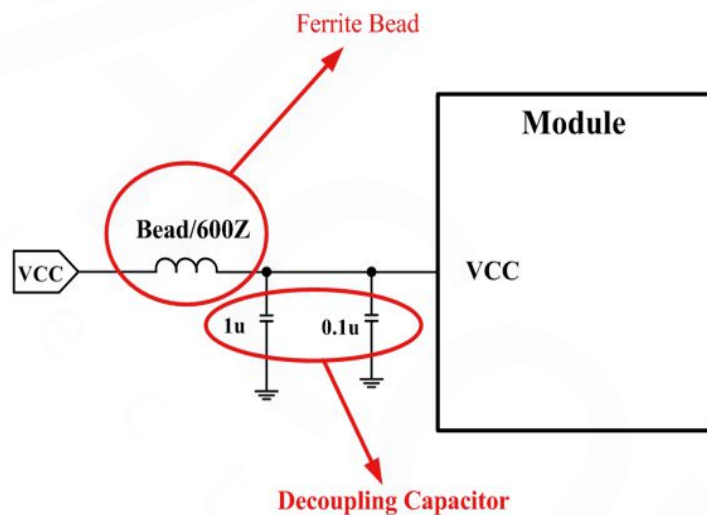 Ferrite Bead
Module
Bead/600Z
VCC
VCC
1u
0.1u
Decoupling Capacitor